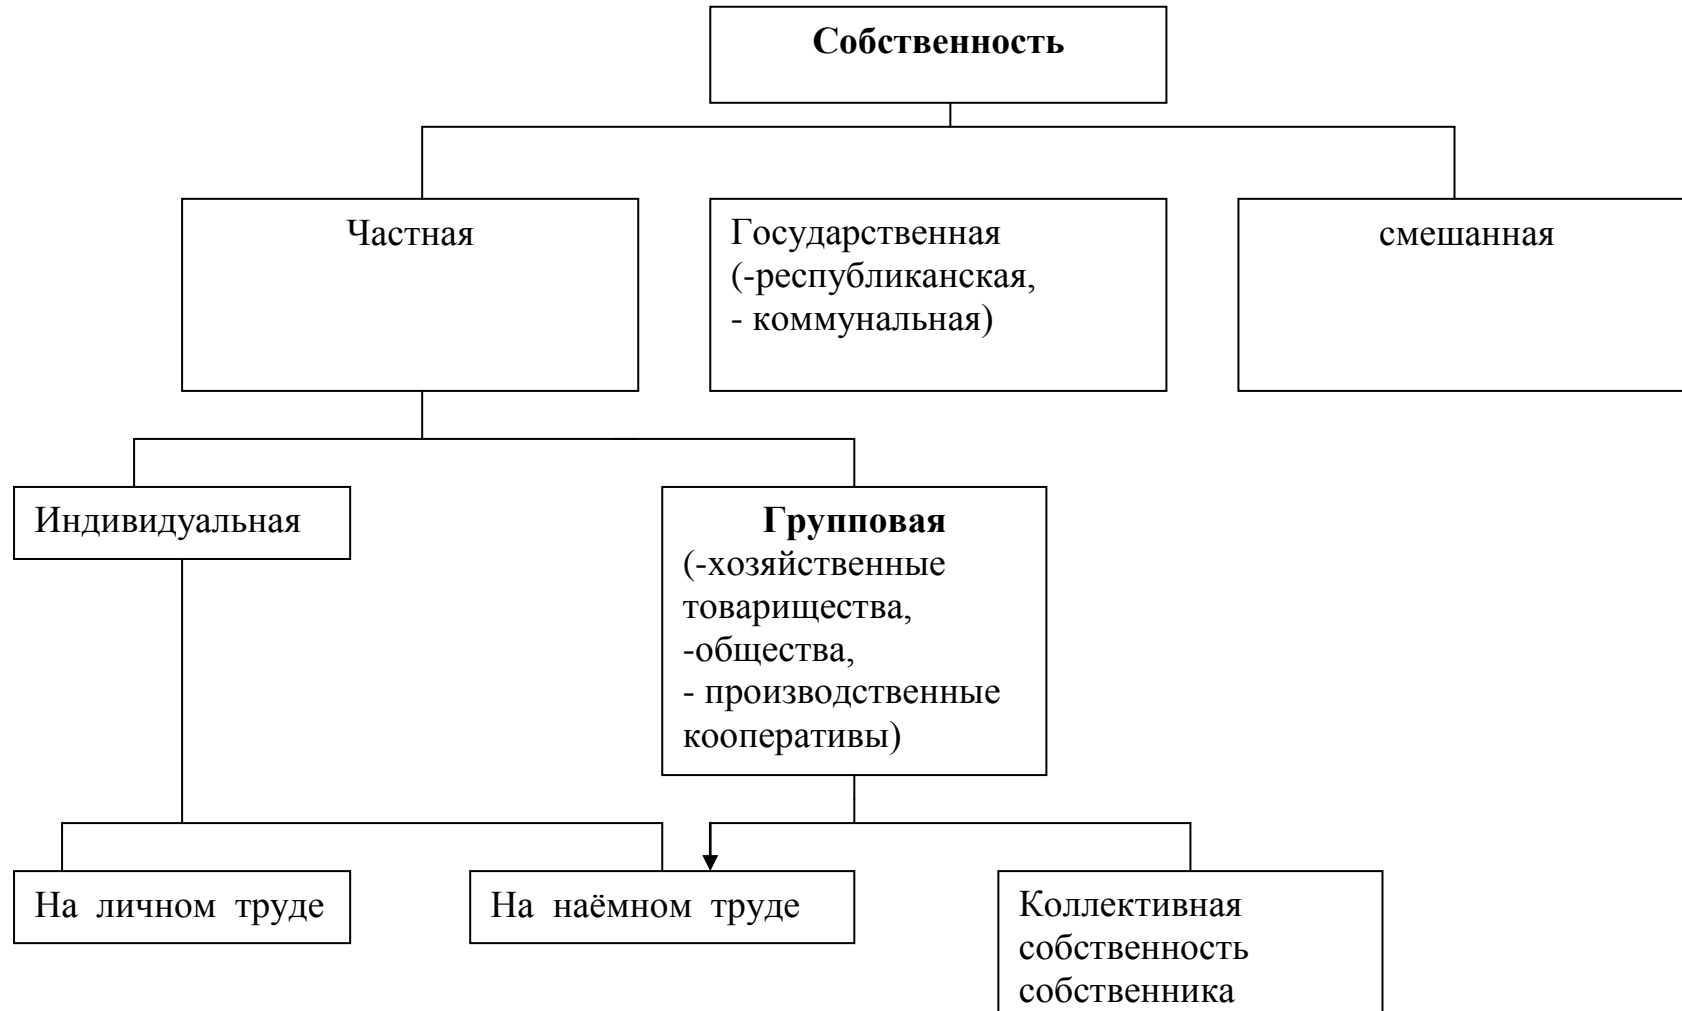 Собственность
Частная
Государственная
(-республиканская,
- коммунальная)
смешанная
Индивидуальная
Групповая
(-хозяйственные
товарищества,
-общества,
- производственные
кооперативы)
На личном труде
На наёмном труде
Коллективная
собственность
собственника